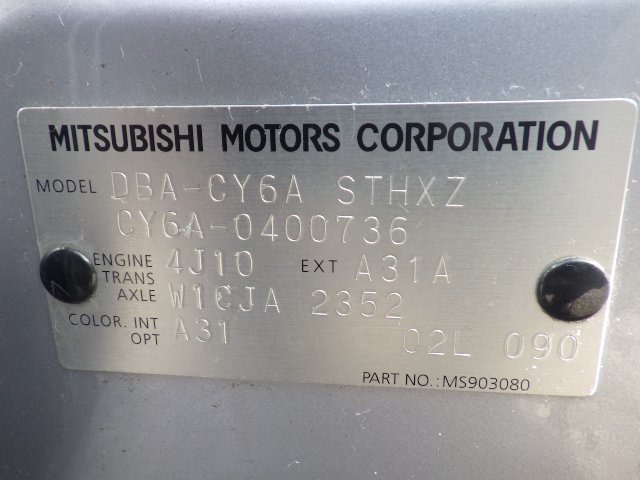 MITSUBISHI MOTORS CORPORATION
MODEL DBA-CY6A STHXZ
CY6A-0400736
ENGINE 4J10 EXT A31A
TRANS AXLE W1CJA 2352
COLOR. INT OPT A31 02L 090
PART NO.: MS903080